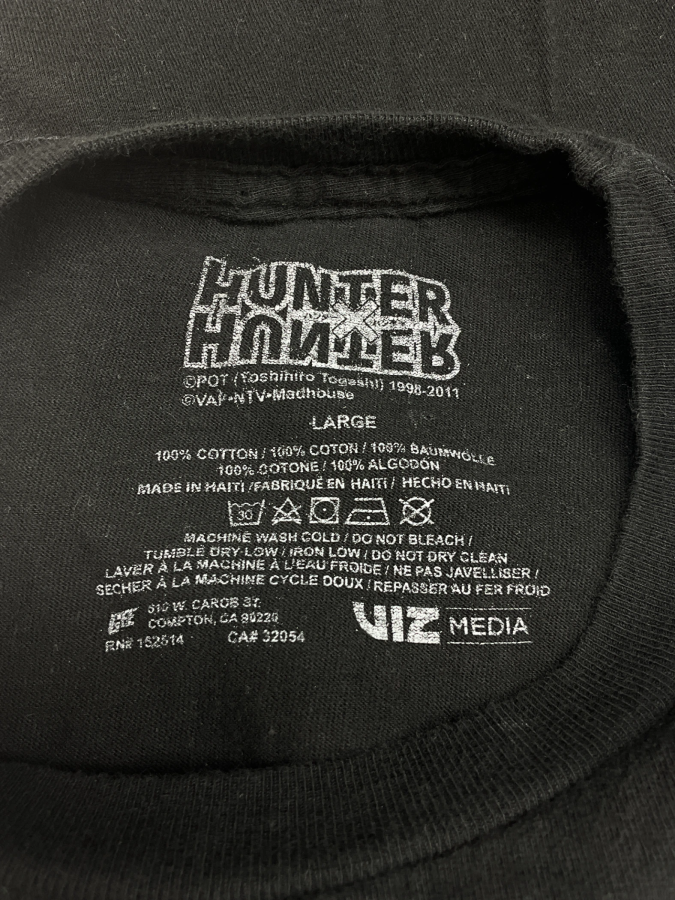 HUNTER
X
HUNTER
©POT (Yoshihiro Togashi) 1998-2011
©VAP•NTV•Madhouse
LARGE
100% COTTON / 100% COTON / 100% BAUMWOLLE
100% COTONE / 100% ALGODÓN
MADE IN HAITI /FABRIQUÉ EN HAITI / HECHO EN HAITI
30
MACHINE WASH COLD / DO NOT BLEACH /
TUMBLE DRY LOW / IRON LOW / DO NOT DRY CLEAN
LAVER À LA MACHINE À L'EAU FROIDE / NE PAS JAVELLISER /
SÉCHER À LA MACHINE CYCLE DOUX / REPASSER AU FER FROID
510 W. CAROB ST.
COMPTON, CA 90220
RN# 152514 CA# 32054
VIZ MEDIA